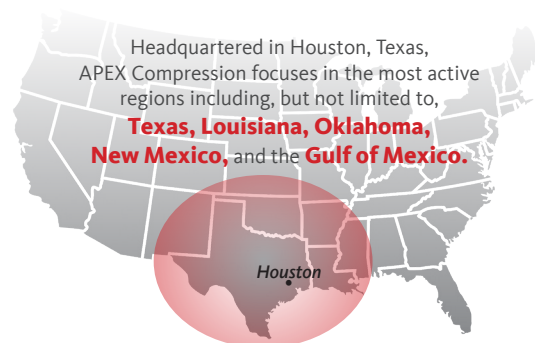 Headquartered in Houston, Texas,
APEX Compression focuses in the most active
regions including, but not limited to,
Texas, Louisiana, Oklahoma,
New Mexico, and the Gulf of Mexico.
Houston